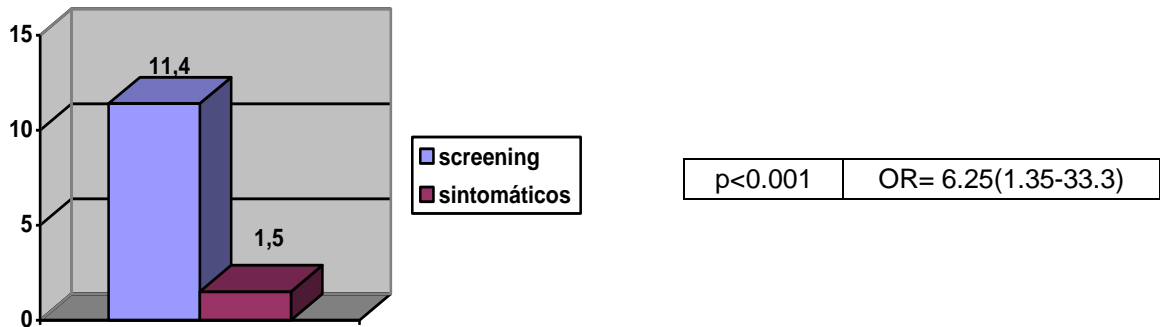 15
11,4
10
screening
sintomáticos
p<0.001 OR= 6.25(1.35-33.3)
5
1,5
0